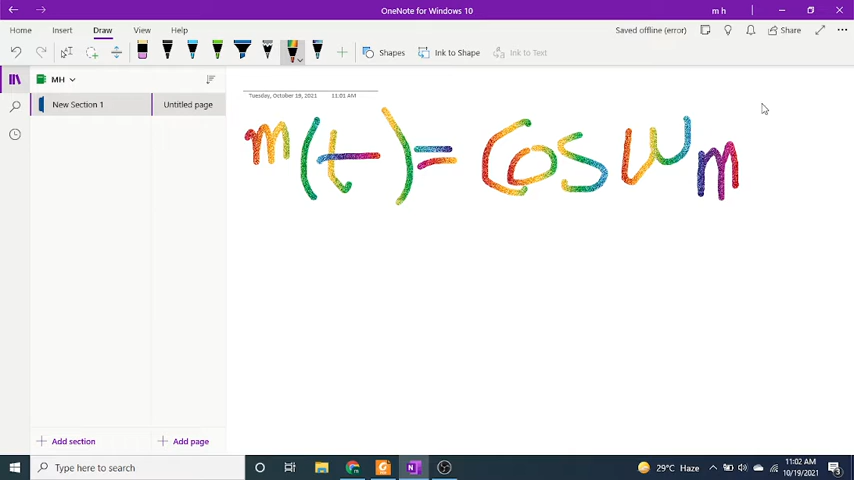 OneNote for Windows 10
m h
Home Insert Draw View Help
Saved offline (error) Share
Shapes Ink to Shape Ink to Text
MH
New Section 1
Untitled page
Tuesday, October 19, 2021 11:01 AM
m(t)= Cos Wm
Add section
Add page
Type here to search
29°C Haze
11:02 AM
10/19/2021
3